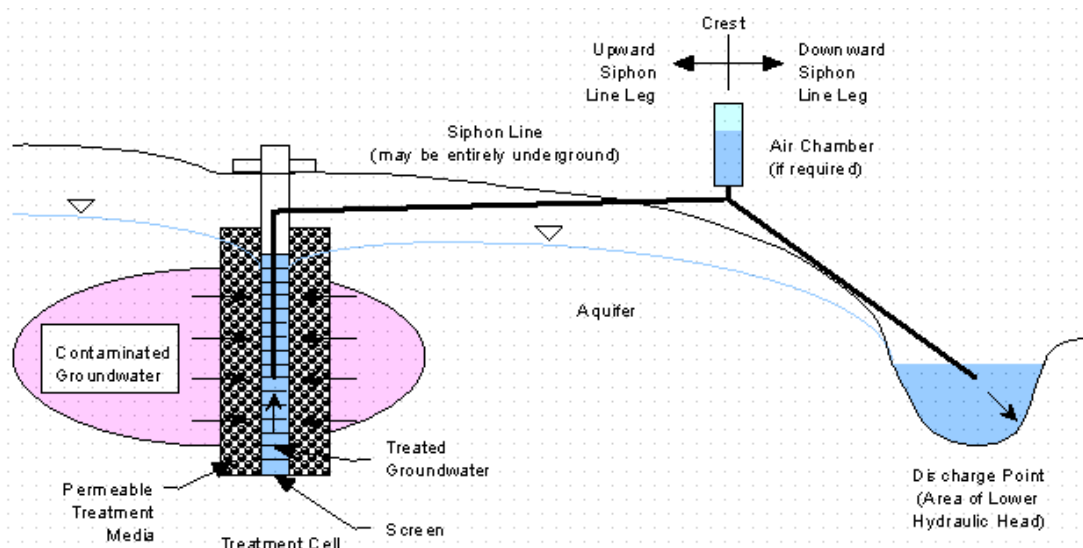 Crest
Upward
Siphon
Line Leg
Downward
Siphon
Line Leg
Siphon Line
(may be entirely underground)
Air Chamber
(if required)
Aquifer
Contaminated
Groundwater
Treated
Groundwater
Permeable
Treatment
Media
Screen
Treatment Cell
Discharge Point
(Area of Lower
Hydraulic Head)